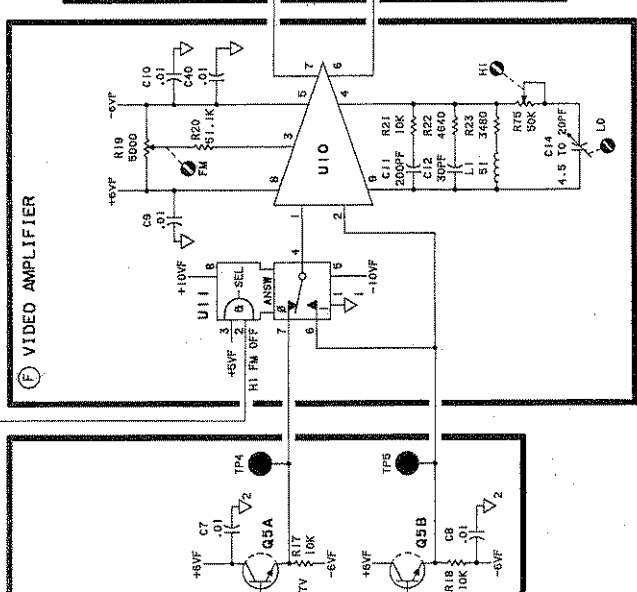 F VIDEO AMPLIFIER
C10
.01
C40
.01
-6VF
R19
5000
R20
51.1K
FM
+6VF
C9
.01
7
6
5
4
3
8
9
1
2
U10
R21
10K
C11
200PF
R22
4640
C12
30PF
R23
3480
L1
51
R75
50K
HI
C14
4.5 TO 20PF
LO
U11
+10VF
8
SEL
&
3
2
+5VF
HI FM OFF
ANSW
4
5
-10VF
7
6
1
1
TP4
TP5
C7
.01
2
+6VF
Q5A
R17
10K
-6VF
7V
+6VF
Q5B
R18
10K
C8
.01
2
-6VF